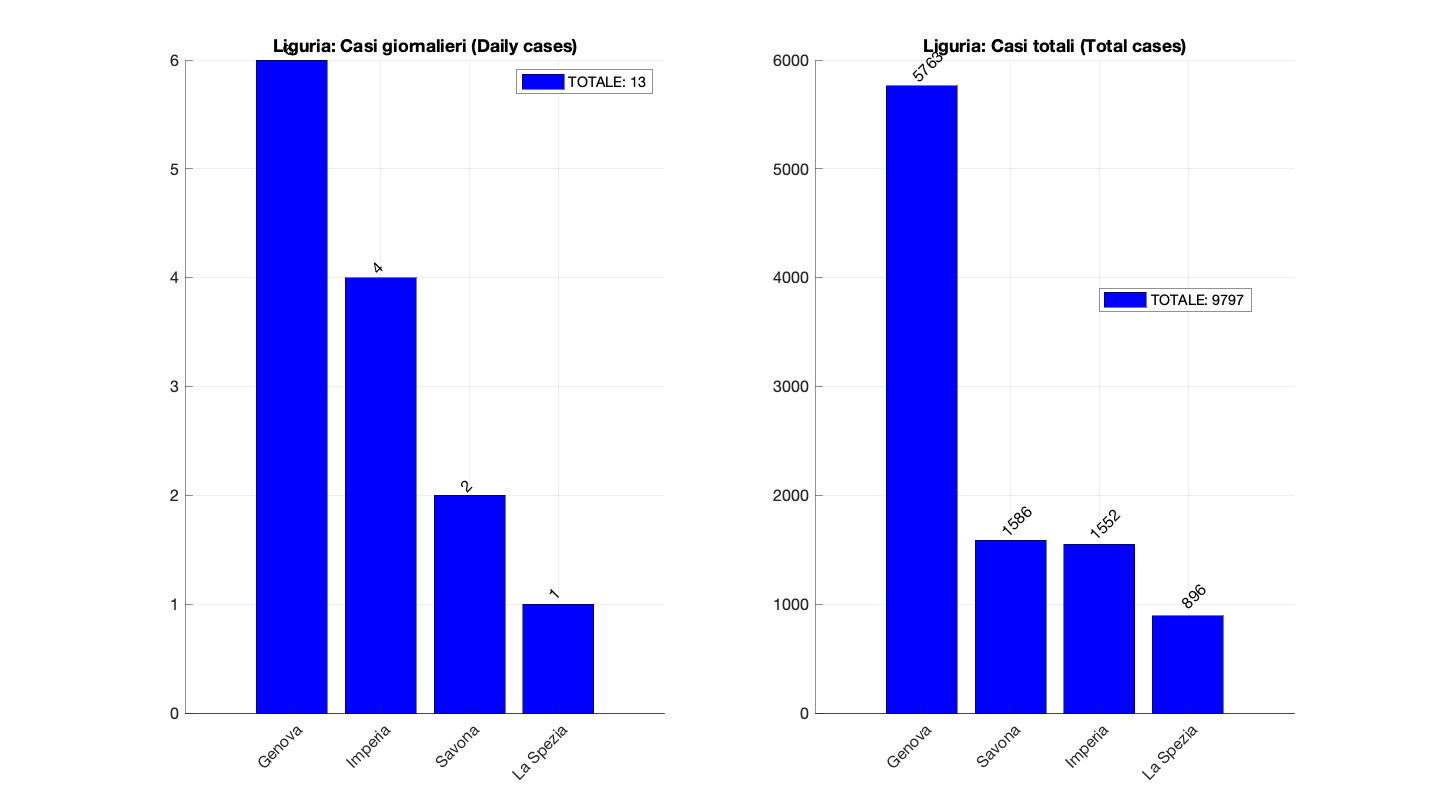 Liguria: Casi giornalieri (Daily cases)
6
TOTALE: 13
6
5
4
3
2
1
0
4
2
1
Genova
Imperia
Savona
La Spezia
Liguria: Casi totali (Total cases)
5763
TOTALE: 9797
6000
5000
4000
3000
2000
1000
0
1586
1552
896
Genova
Savona
Imperia
La Spezia